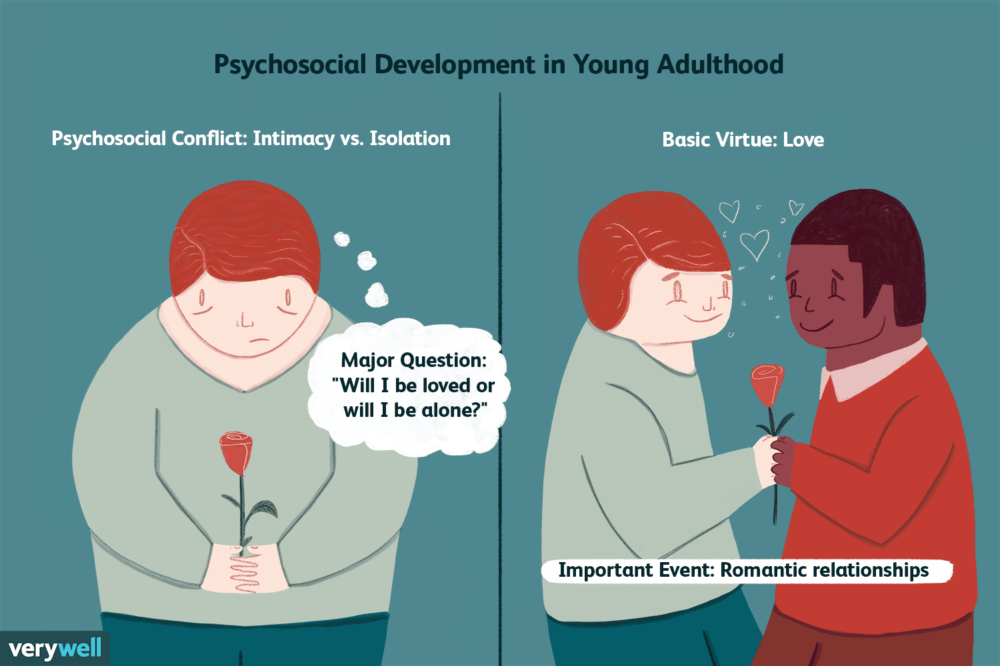 Psychosocial Development in Young Adulthood
Psychosocial Conflict: Intimacy vs. Isolation
Major Question:
"Will I be loved or
will I be alone?"
Basic Virtue: Love
Important Event: Romantic relationships
verywell